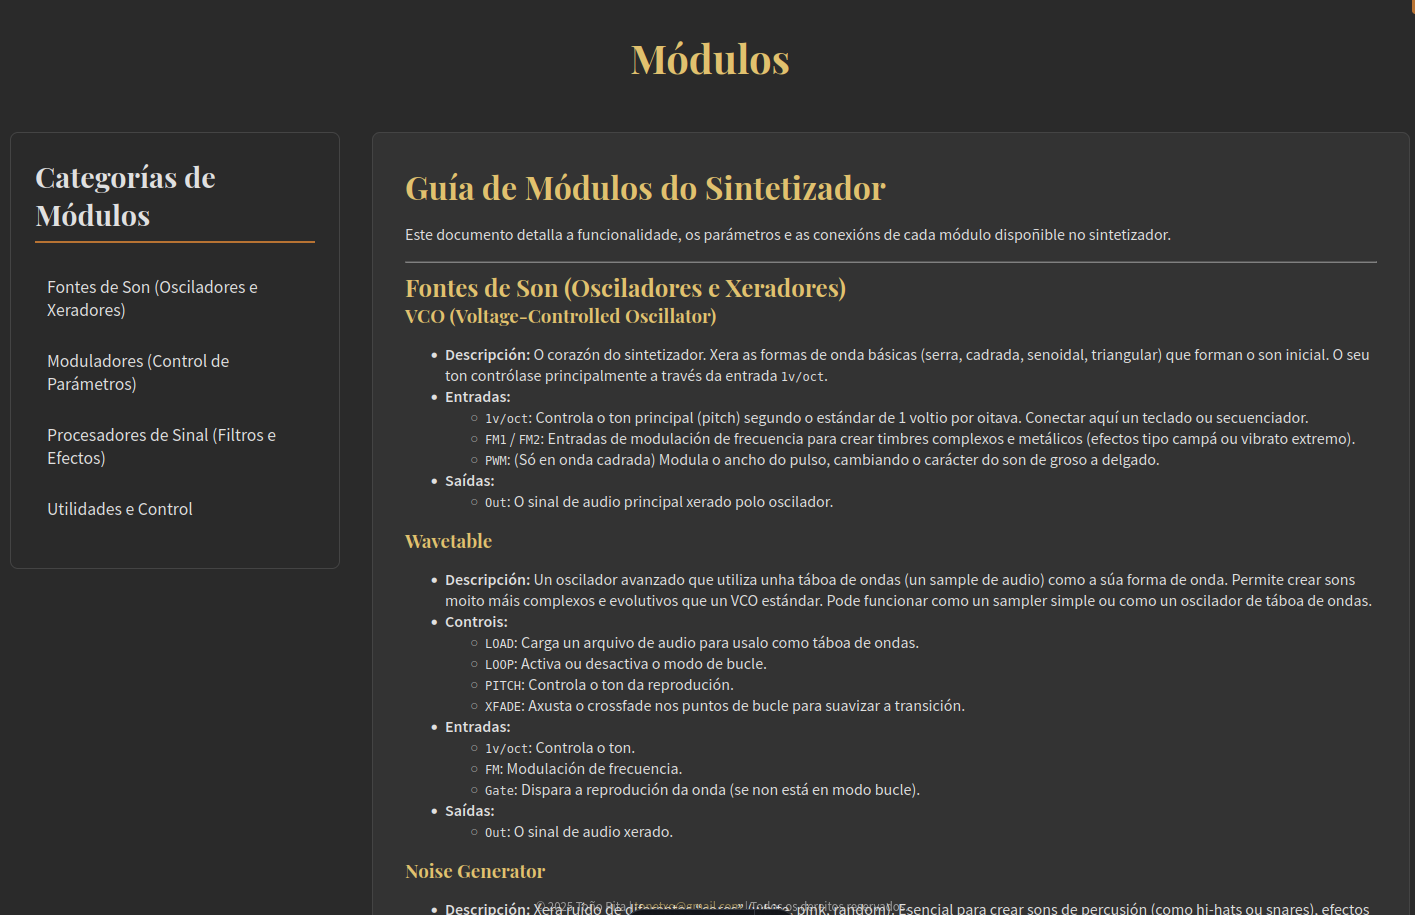 Módulos
Categorías de
Módulos
Fontes de Son (Osciladores e
Xeradores)
Moduladores (Control de
Parámetros)
Procesadores de Sinal (Filtros e
Efectos)
Utilidades e Control
Guía de Módulos do Sintetizador
Este documento detalla a funcionalidade, os parámetros e as conexións de cada módulo dispoñible no sintetizador.
Fontes de Son (Osciladores e Xeradores)
VCO (Voltage-Controlled Oscillator)
• Descripción: O corazón do sintetizador. Xera as formas de onda básicas (serra, cadrada, senoidal, triangular) que forman o son inicial. O seu
ton contrólase principalmente a través da entrada 1v/oct.
• Entradas:
○ 1v/oct: Controla o ton principal (pitch) segundo o estándar de 1 voltio por oitava. Conectar aquí un teclado ou secuenciador.
○ FM1 / FM2: Entradas de modulación de frecuencia para crear timbres complexos e metálicos (efectos tipo campá ou vibrato extremo).
○ PWM: (Só en onda cadrada) Modula o ancho do pulso, cambiando o carácter do son de groso a delgado.
• Saídas:
○ Out: O sinal de audio principal xerado polo oscilador.
Wavetable
• Descripción: Un oscilador avanzado que utiliza unha táboa de ondas (un sample de audio) como a súa forma de onda. Permite crear sons
moito máis complexos e evolutivos que un VCO estándar. Pode funcionar como un sampler simple ou como un oscilador de táboa de ondas.
• Controis:
○ LOAD: Carga un arquivo de audio para usalo como táboa de ondas.
○ LOOP: Activa ou desactiva o modo de bucle.
○ PITCH: Controla o ton da reprodución.
○ XFADE: Axusta o crossfade nos puntos de bucle para suavizar a transición.
• Entradas:
○ 1v/oct: Controla o ton.
○ FM: Modulación de frecuencia.
○ Gate: Dispara a reprodución da onda (se non está en modo bucle).
• Saídas:
○ Out: O sinal de audio xerado.
Noise Generator
• Descripción: Xera ruído de pink, random). Esencial para crear sons de percusión (como hi-hats ou snares), efectos
© 2025 Toño Pita | Todos os dereitos reservados